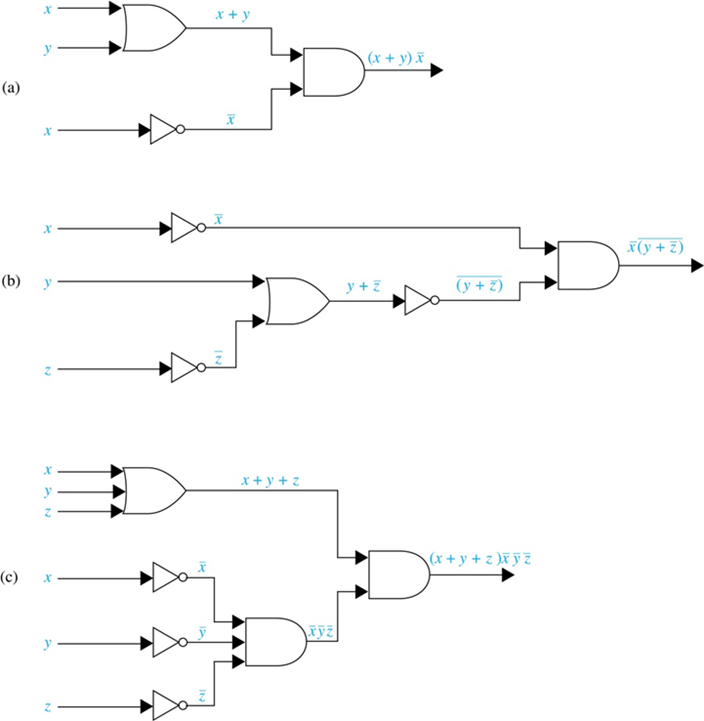 x
x + y
y
(x + y) x̄
(a)
x
x̄
x
x̄
x̄(y + z̄)̅
(b)
y
y + z̄
(y + z̄)̅
z
z̄
x
y
x + y + z
z
(x + y + z )x̄ ȳ z̄
(c)
x
x̄
y
ȳ
x̄ȳz̄
z
z̄